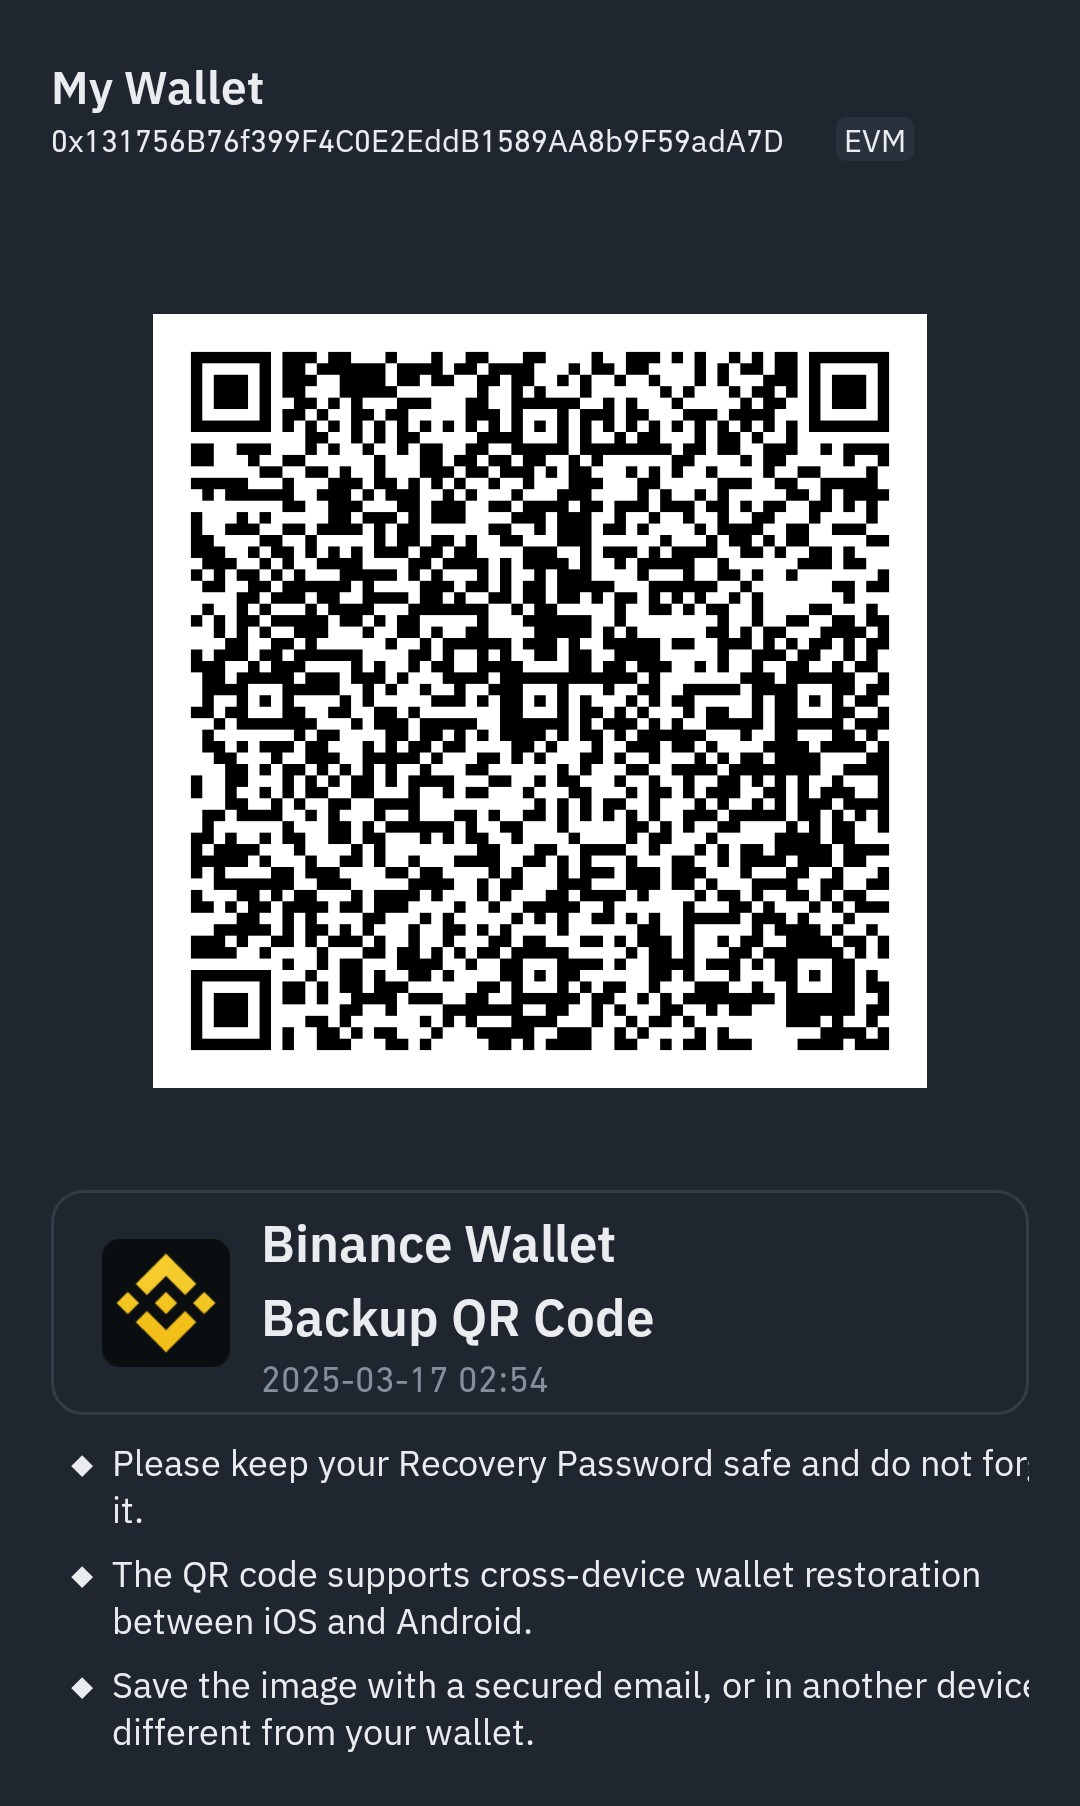 My Wallet
0x131756B76f399F4C0E2EddB1589AA8b9F59adA7D EVM
Binance Wallet
Backup QR Code
2025-03-17 02:54
◆ Please keep your Recovery Password safe and do not for
it.
◆ The QR code supports cross-device wallet restoration
between iOS and Android.
◆ Save the image with a secured email, or in another device
different from your wallet.